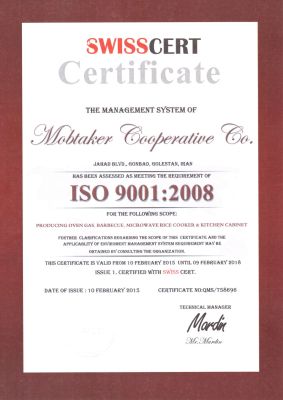 SWISSCERT
Certificate
THE MANAGEMENT SYSTEM OF
Mobtaker Cooperative Co.
JAHAD BLVD., GONBAD, GOLESTAN, IRAN
HAS BEEN ASSESSED AS MEETING THE REQUIREMENT OF
ISO 9001:2008
FOR THE FOLLOWING SCOPE:
PRODUCING OVEN GAS, BARBECUE, MICROWAVE RICE COOKER & KITCHEN CABINET
FURTHER CLARIFICATIONS REGARDING THE SCOPE OF THIS CERTIFICATE AND THE
APPLICABILITY OF ENVIROMENT MANAGEMENT SYSTEM REQUIREMENT MAY BE
OBTAINED BY CONSULTING THE ORGANIZATION.
THIS CERTIFICATE IS VALID FROM 10 FEBRUARY 2015 UNTIL 09 FEBRUARY 2018
ISSUE 1. CERTIFIED WITH SWISS CERT.
DATE OF ISSUE : 10 FEBRUARY 2015 CERTIFICATE NO:QMS/758696
TECHNICAL MANAGER
Mardin
Mr. Mardin